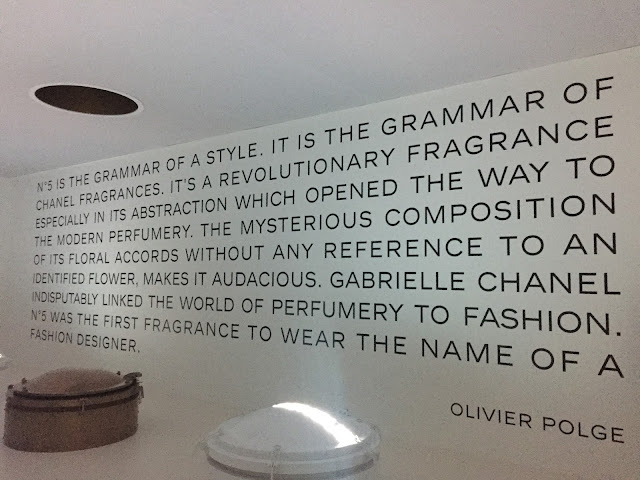 N°5 IS THE GRAMMAR OF A STYLE. IT IS THE GRAMMAR OF
CHANEL FRAGRANCES. IT'S A REVOLUTIONARY FRAGRANCE
ESPECIALLY IN ITS ABSTRACTION WHICH OPENED THE WAY TO
THE MODERN PERFUMERY. THE MYSTERIOUS COMPOSITION
OF ITS FLORAL ACCORDS WITHOUT ANY REFERENCE TO AN
IDENTIFIED FLOWER, MAKES IT AUDACIOUS. GABRIELLE CHANEL
INDISPUTABLY LINKED THE WORLD OF PERFUMERY TO FASHION.
N°5 WAS THE FIRST FRAGRANCE TO WEAR THE NAME OF A
FASHION DESIGNER.
OLIVIER POLGE